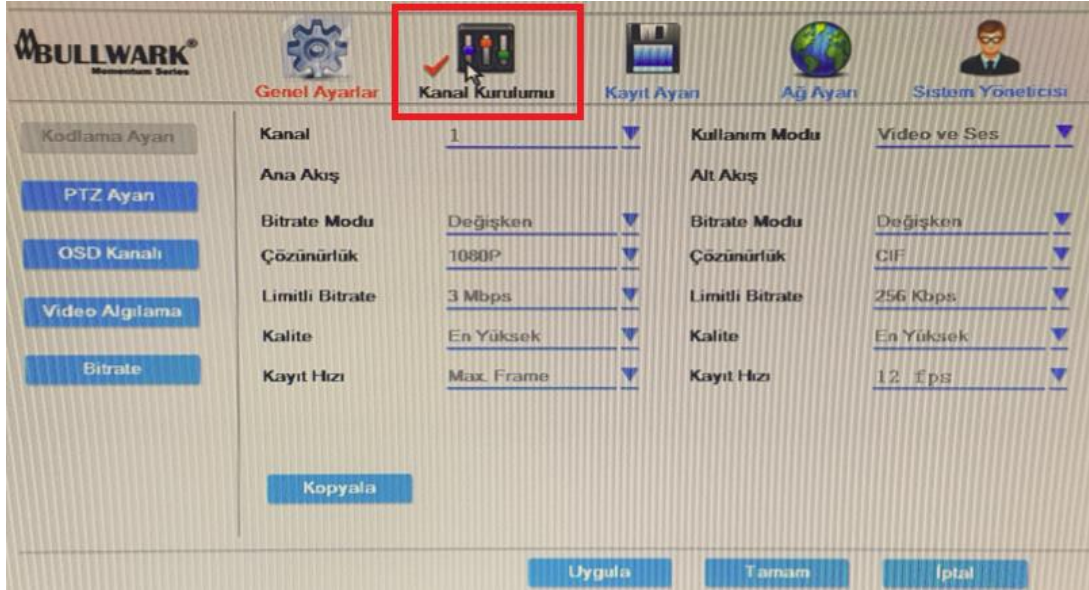 BULLWARK®
Momentum Series
Genel Ayarlar
Kanal Kurulumu
Kayıt Ayarı
Ağ Ayarı
Sistem Yöneticisi
Kodlama Ayarı
PTZ Ayarı
OSD Kanalı
Video Algılama
Bitrate
Kanal 1 Kullanım Modu Video ve Ses
Ana Akış Alt Akış
Bitrate Modu Değişken Bitrate Modu Değişken
Çözünürlük 1080P Çözünürlük CIF
Limitli Bitrate 3 Mbps Limitli Bitrate 256 Kbps
Kalite En Yüksek Kalite En Yüksek
Kayıt Hızı Max. Frame Kayıt Hızı 12 fps
Kopyala
Uygula Tamam İptal